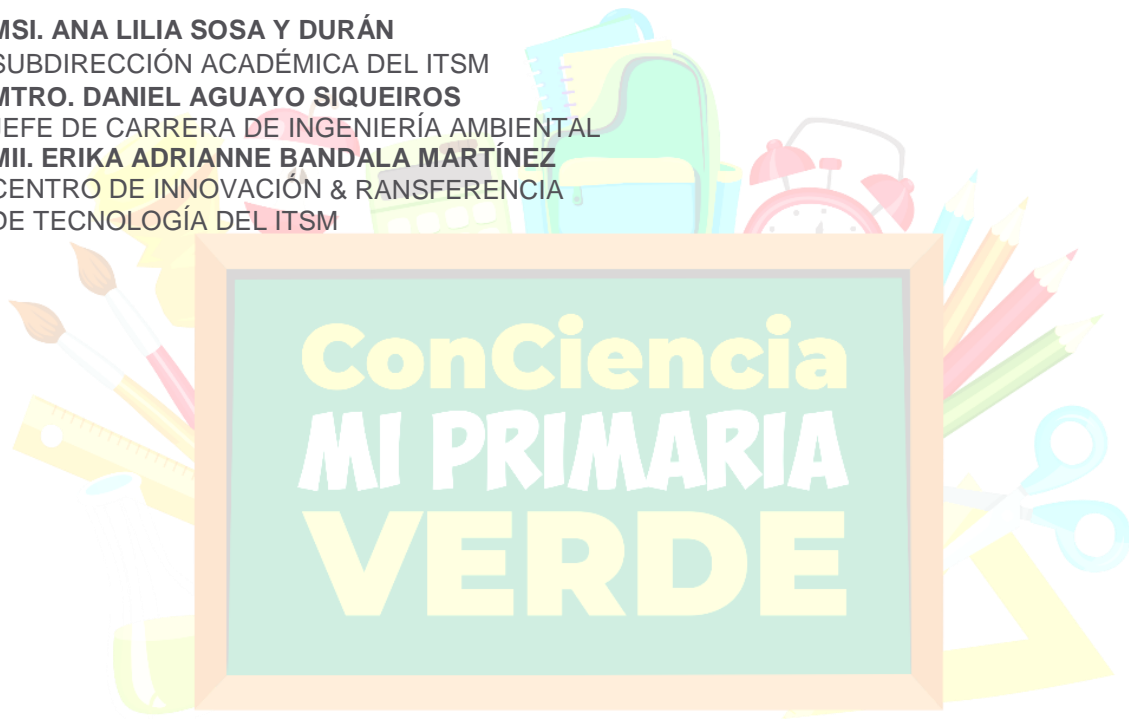 MSI. ANA LILIA SOSA Y DURÁN
SUBDIRECCIÓN ACADÉMICA DEL ITSM
MTRO. DANIEL AGUAYO SIQUEIROS
JEFE DE CARRERA DE INGENIERÍA AMBIENTAL
MII. ERIKA ADRIANNE BANDALA MARTÍNEZ
CENTRO DE INNOVACIÓN & RANSFERENCIA
DE TECNOLOGÍA DEL ITSM
ConCiencia
MI PRIMARIA
VERDE